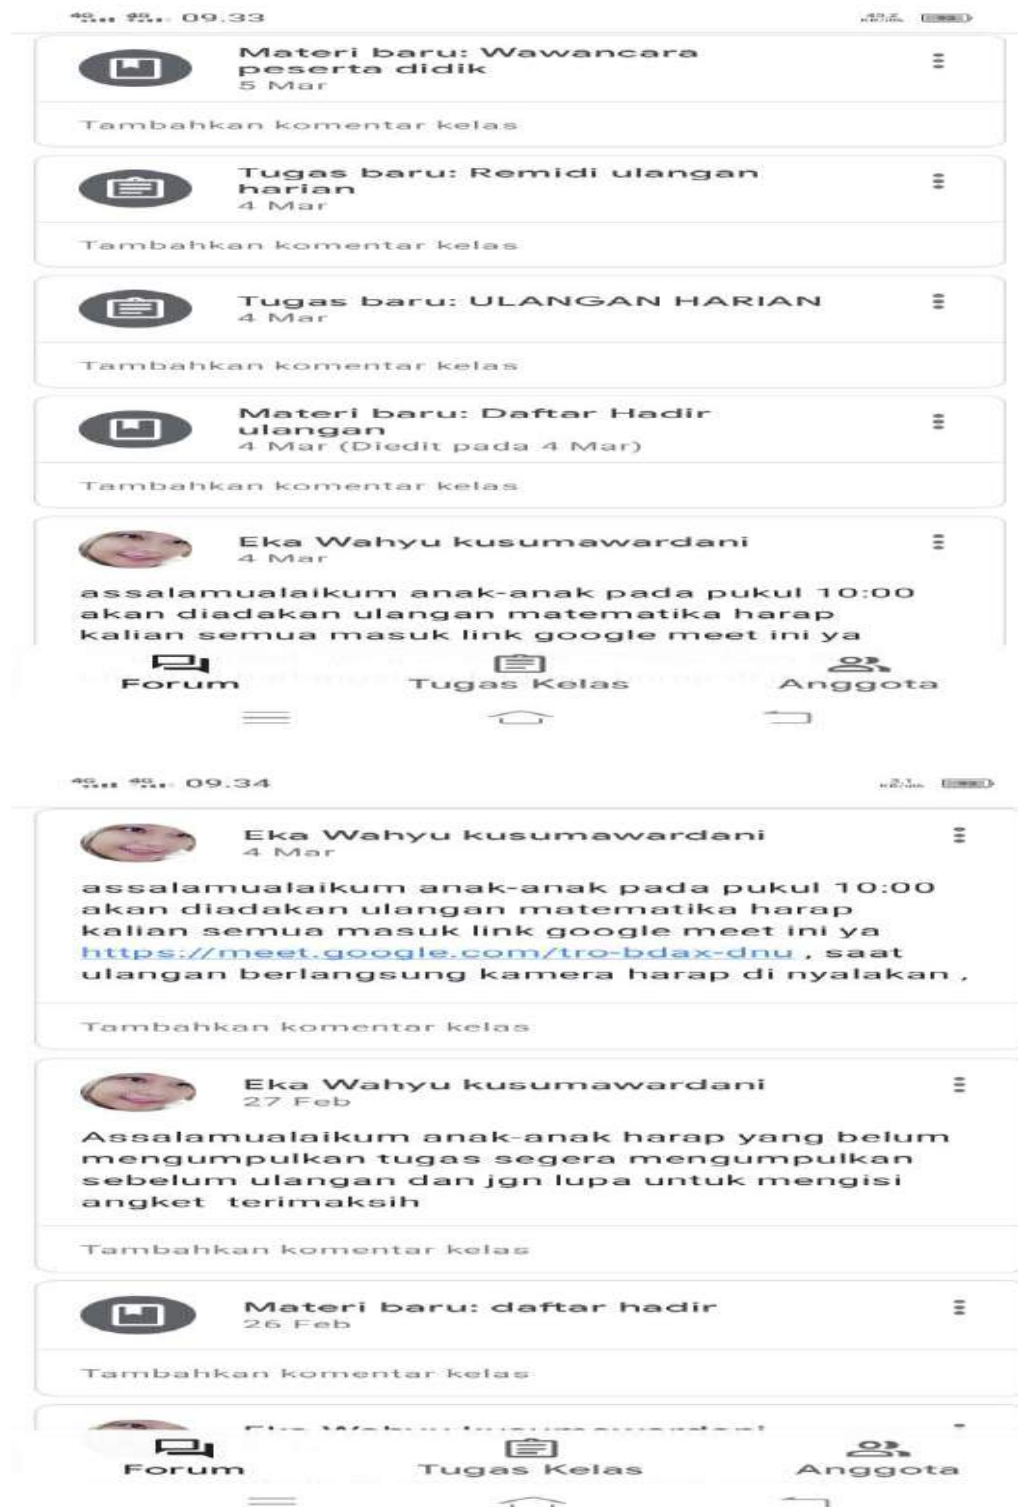 4G 4G 09.33
Materi baru: Wawancara
peserta didik
5 Mar
Tambahkan komentar kelas
Tugas baru: Remidi ulangan
harian
4 Mar
Tambahkan komentar kelas
Tugas baru: ULANGAN HARIAN
4 Mar
Tambahkan komentar kelas
Materi baru: Daftar Hadir
ulangan
4 Mar (Diedit pada 4 Mar)
Tambahkan komentar kelas
Eka Wahyu kusumawardani
4 Mar
assalamualaikum anak-anak pada pukul 10:00
akan diadakan ulangan matematika harap
kalian semua masuk link google meet ini ya
Forum Tugas Kelas Anggota
4G 4G 09.34
Eka Wahyu kusumawardani
4 Mar
assalamualaikum anak-anak pada pukul 10:00
akan diadakan ulangan matematika harap
kalian semua masuk link google meet ini ya
https://meet.google.com/tro-bdax-dnu , saat
ulangan berlangsung kamera harap di nyalakan ,
Tambahkan komentar kelas
Eka Wahyu kusumawardani
27 Feb
Assalamualaikum anak-anak harap yang belum
mengumpulkan tugas segera mengumpulkan
sebelum ulangan dan jgn lupa untuk mengisi
angket terimaksih
Tambahkan komentar kelas
Materi baru: daftar hadir
26 Feb
Tambahkan komentar kelas
Forum Tugas Kelas Anggota